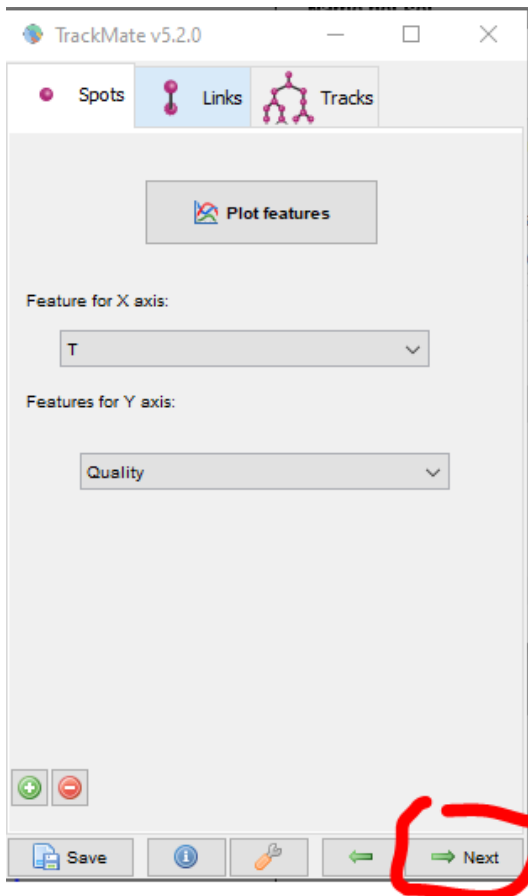 TrackMate v5.2.0
Spots Links Tracks
Plot features
Feature for X axis:
T
Features for Y axis:
Quality
Save Next